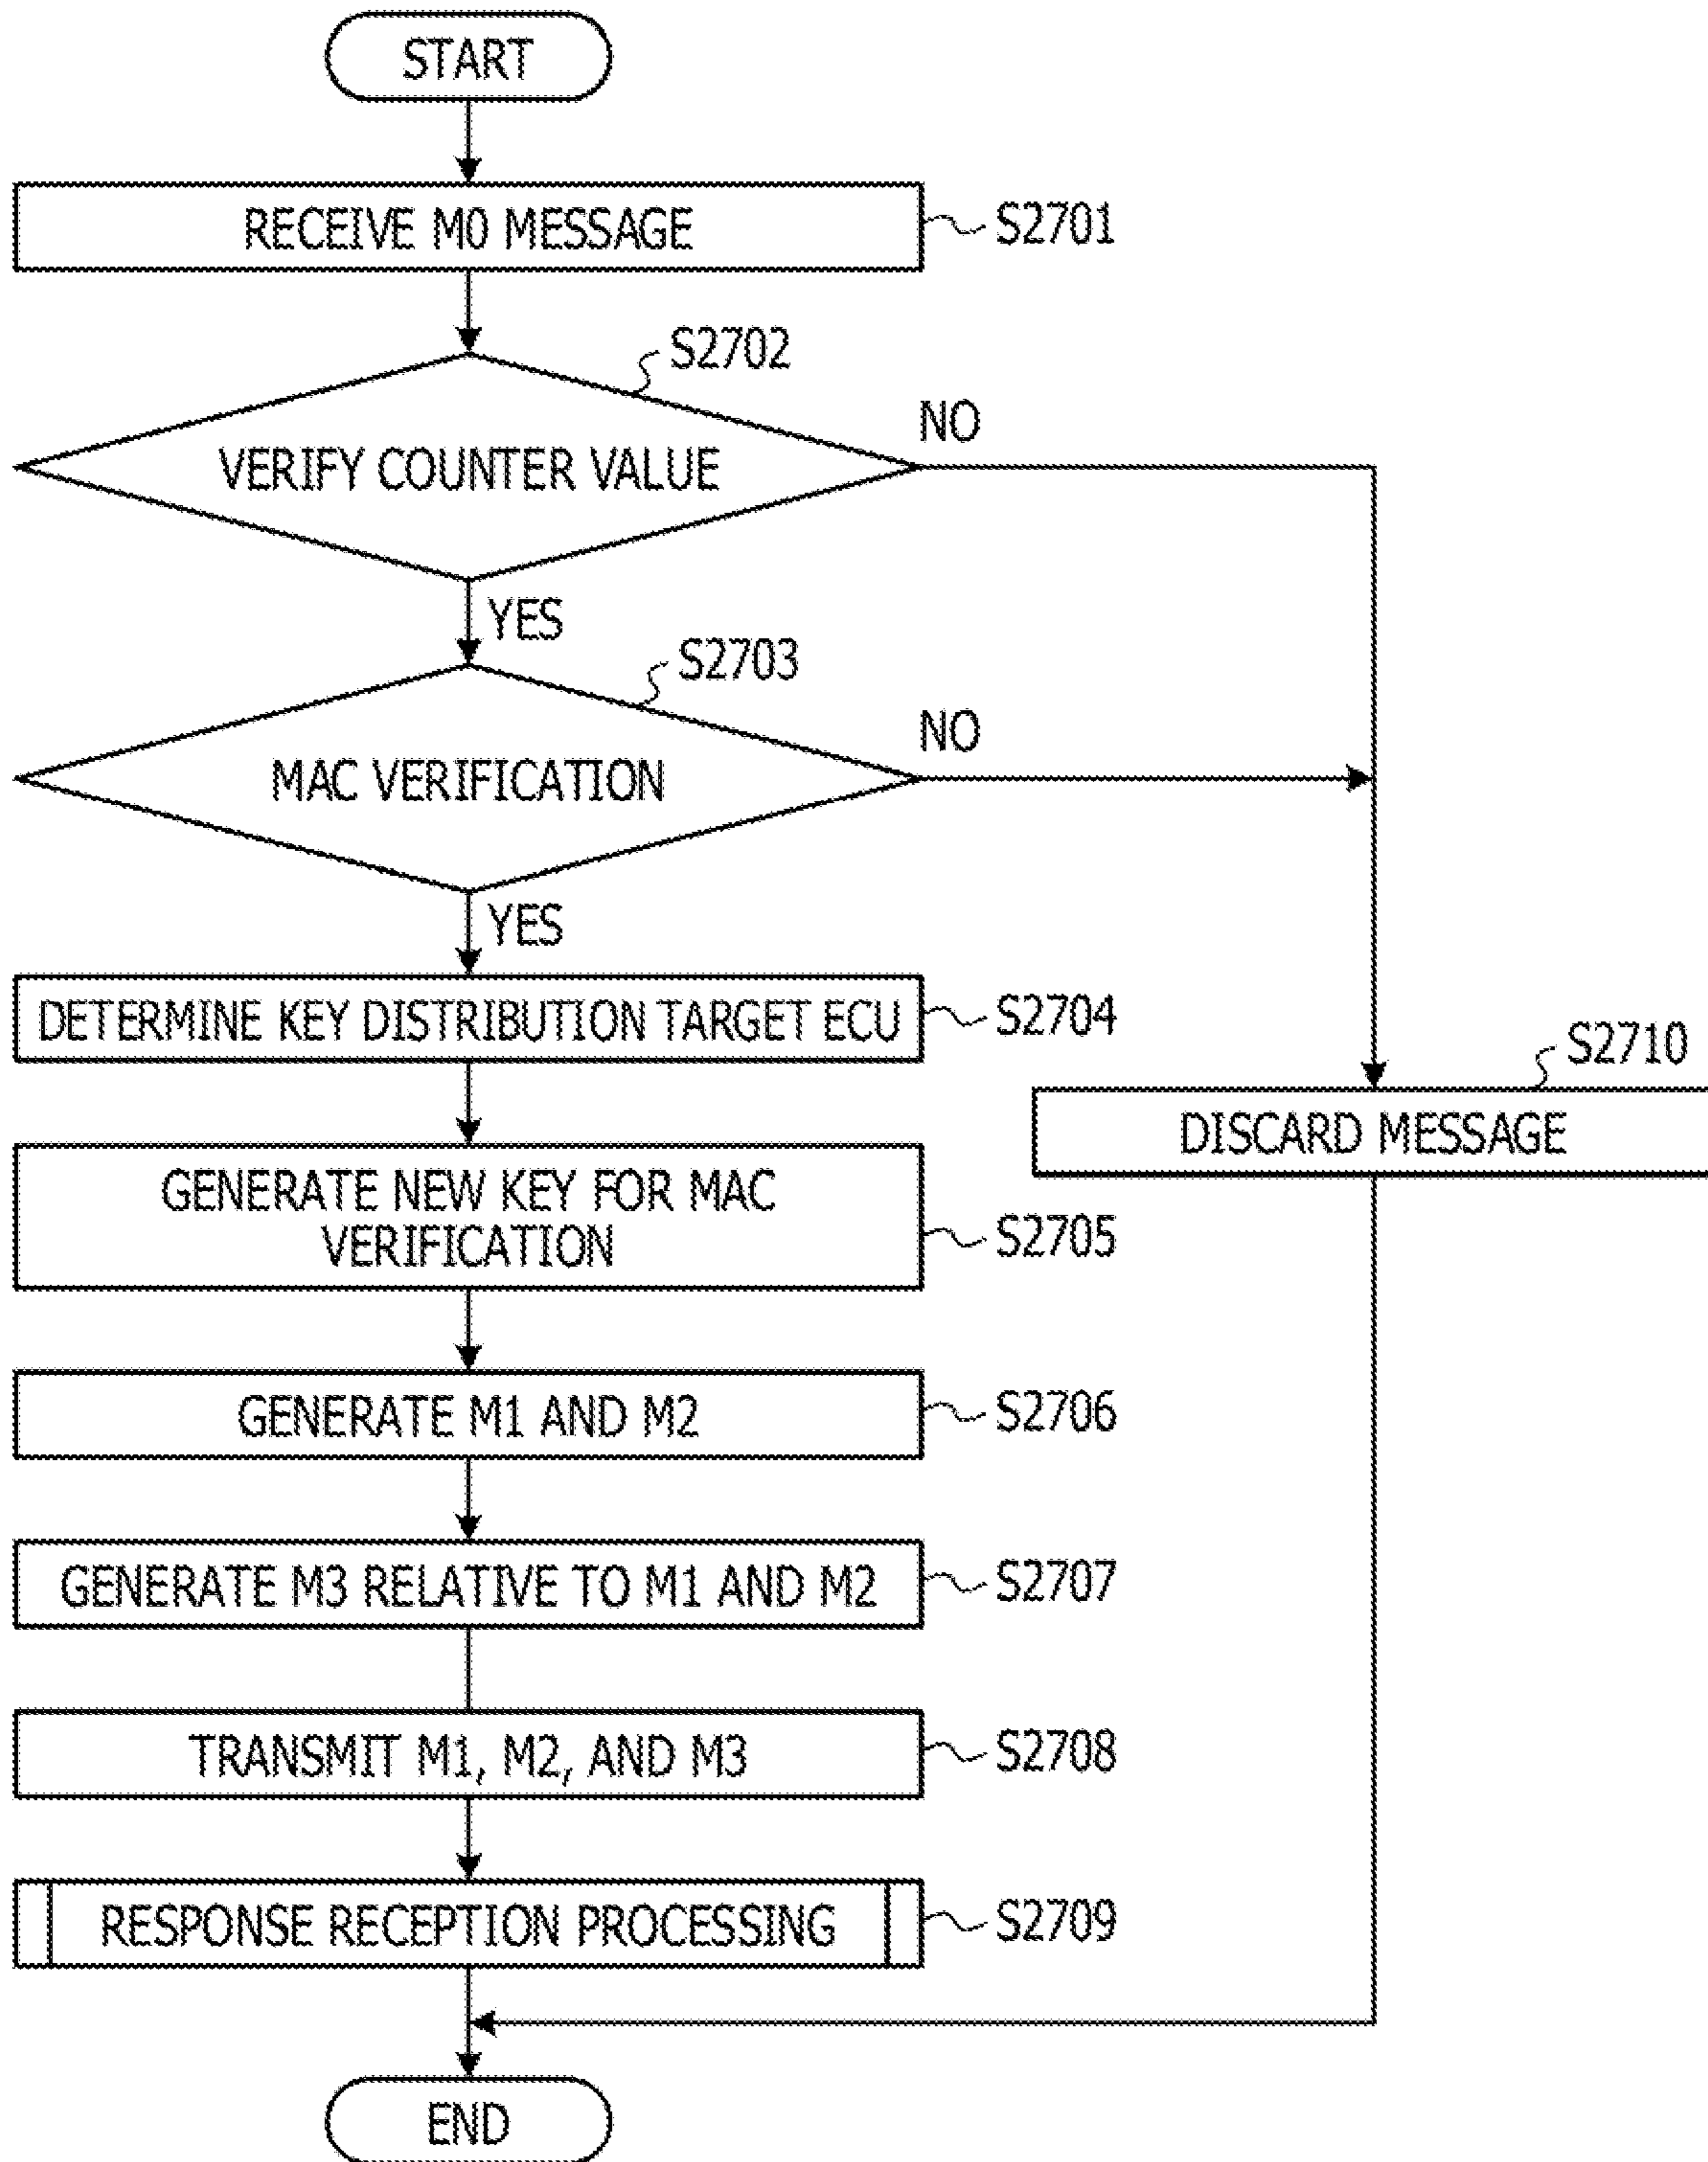 START
RECEIVE M0 MESSAGE
S2701
S2702
VERIFY COUNTER VALUE
NO
YES
S2703
MAC VERIFICATION
NO
YES
DETERMINE KEY DISTRIBUTION TARGET ECU
S2704
S2710
DISCARD MESSAGE
GENERATE NEW KEY FOR MAC
VERIFICATION
S2705
GENERATE M1 AND M2
S2706
GENERATE M3 RELATIVE TO M1 AND M2
S2707
TRANSMIT M1, M2, AND M3
S2708
RESPONSE RECEPTION PROCESSING
S2709
END